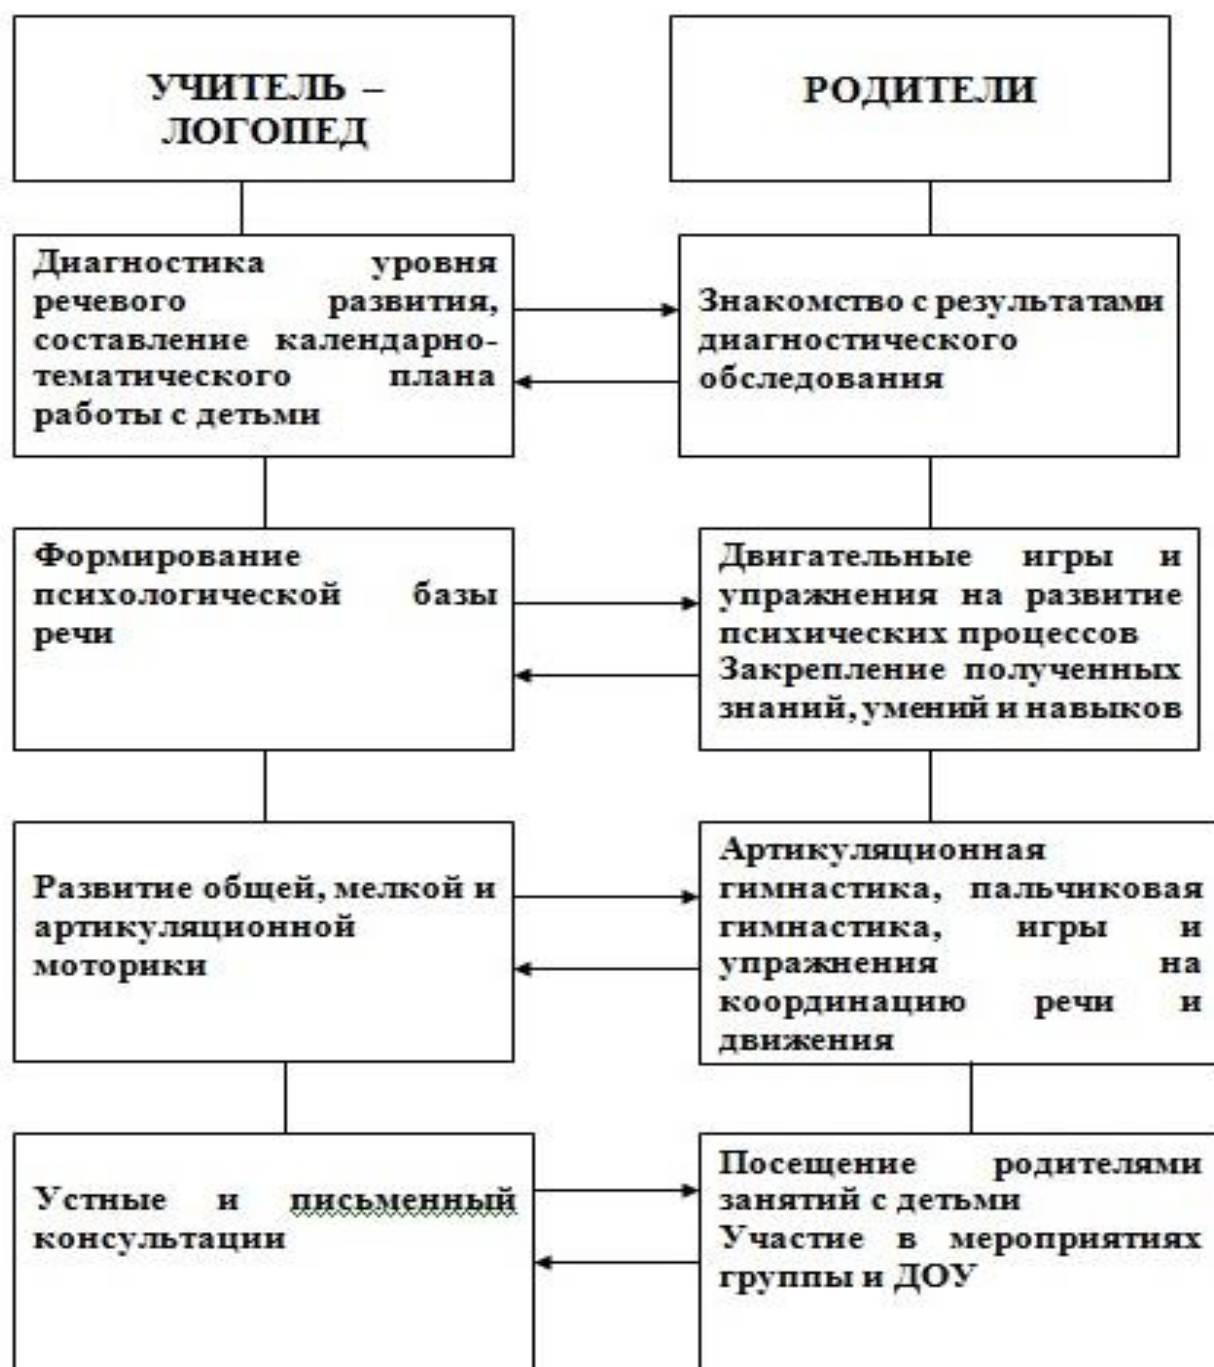 УЧИТЕЛЬ –
ЛОГОПЕД
РОДИТЕЛИ
Диагностика уровня
речевого развития,
составление календарно-
тематического плана
работы с детьми
Знакомство с результатами
диагностического
обследования
Формирование
психологической базы
речи
Двигательные игры и
упражнения на развитие
психических процессов
Закрепление полученных
знаний, умений и навыков
Развитие общей, мелкой и
артикуляционной
моторики
Артикуляционная
гимнастика, пальчиковая
гимнастика, игры и
упражнения на
координацию речи и
движения
Устные и письменный
консультации
Посещение родителями
занятий с детьми
Участие в мероприятиях
группы и ДОУ